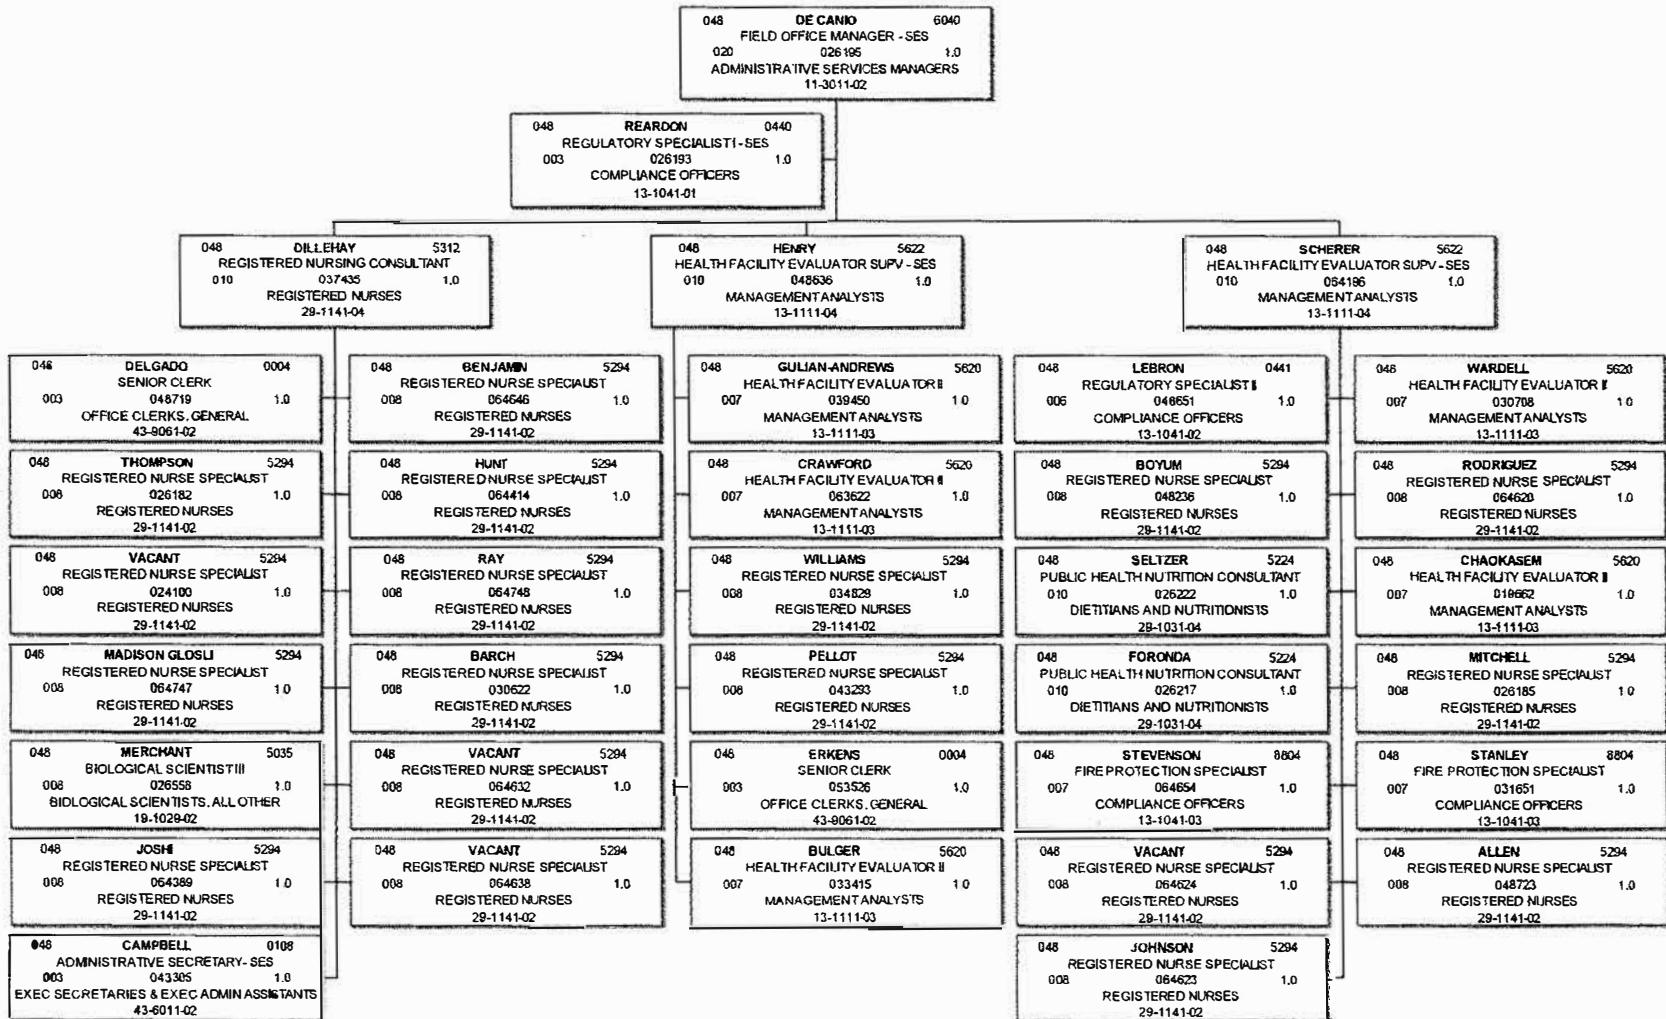 048 DE CANIO 6040
FIELD OFFICE MANAGER - SES
020 026195 1.0
ADMINISTRATIVE SERVICES MANAGERS
11-3011-02
048 REARDON 0440
REGULATORY SPECIALIST I - SES
003 026193 1.0
COMPLIANCE OFFICERS
13-1041-01
048 DILLEHAY 5312
REGISTERED NURSING CONSULTANT
010 037435 1.0
REGISTERED NURSES
29-1141-04
048 HENRY 5622
HEALTH FACILITY EVALUATOR SUPV - SES
010 048636 1.0
MANAGEMENT ANALYSTS
13-1111-04
048 SCHERER 5622
HEALTH FACILITY EVALUATOR SUPV - SES
010 064196 1.0
MANAGEMENT ANALYSTS
13-1111-04
048 DELGADO 0004
SENIOR CLERK
003 048719 1.0
OFFICE CLERKS, GENERAL
43-9061-02
048 THOMPSON 5294
REGISTERED NURSE SPECIALIST
008 026182 1.0
REGISTERED NURSES
29-1141-02
048 VACANT 5294
REGISTERED NURSE SPECIALIST
008 024100 1.0
REGISTERED NURSES
29-1141-02
048 MADISON GLOSLI 5294
REGISTERED NURSE SPECIALIST
008 064747 1.0
REGISTERED NURSES
29-1141-02
048 MERCHANT 5035
BIOLOGICAL SCIENTIST III
008 026558 1.0
BIOLOGICAL SCIENTISTS, ALL OTHER
19-1029-02
048 JOSHI 5294
REGISTERED NURSE SPECIALIST
008 064389 1.0
REGISTERED NURSES
29-1141-02
048 CAMPBELL 0108
ADMINISTRATIVE SECRETARY - SES
003 043305 1.0
EXEC SECRETARIES & EXEC ADMIN ASSISTANTS
43-6011-02
048 BENJAMIN 5294
REGISTERED NURSE SPECIALIST
008 064646 1.0
REGISTERED NURSES
29-1141-02
048 HUNT 5294
REGISTERED NURSE SPECIALIST
008 064414 1.0
REGISTERED NURSES
29-1141-02
048 RAY 5294
REGISTERED NURSE SPECIALIST
008 064748 1.0
REGISTERED NURSES
29-1141-02
048 BARCH 5294
REGISTERED NURSE SPECIALIST
008 030622 1.0
REGISTERED NURSES
29-1141-02
048 VACANT 5294
REGISTERED NURSE SPECIALIST
008 064632 1.0
REGISTERED NURSES
29-1141-02
048 VACANT 5294
REGISTERED NURSE SPECIALIST
008 064638 1.0
REGISTERED NURSES
29-1141-02
048 GULIAN-ANDREWS 5620
HEALTH FACILITY EVALUATOR II
007 039450 1.0
MANAGEMENT ANALYSTS
13-1111-03
048 CRAWFORD 5620
HEALTH FACILITY EVALUATOR II
007 063622 1.0
MANAGEMENT ANALYSTS
13-1111-03
048 WILLIAMS 5294
REGISTERED NURSE SPECIALIST
008 034829 1.0
REGISTERED NURSES
29-1141-02
048 PELLOT 5294
REGISTERED NURSE SPECIALIST
008 043293 1.0
REGISTERED NURSES
29-1141-02
048 ERKENS 0004
SENIOR CLERK
003 053526 1.0
OFFICE CLERKS, GENERAL
43-9061-02
048 BULGER 5620
HEALTH FACILITY EVALUATOR II
007 033415 1.0
MANAGEMENT ANALYSTS
13-1111-03
048 LEBRON 0441
REGULATORY SPECIALIST II
006 046651 1.0
COMPLIANCE OFFICERS
13-1041-02
048 BOYUM 5294
REGISTERED NURSE SPECIALIST
008 048236 1.0
REGISTERED NURSES
29-1141-02
048 SELTZER 5224
PUBLIC HEALTH NUTRITION CONSULTANT
010 026222 1.0
DIETITIANS AND NUTRITIONISTS
29-1031-04
048 FORONDA 5224
PUBLIC HEALTH NUTRITION CONSULTANT
010 026217 1.0
DIETITIANS AND NUTRITIONISTS
29-1031-04
048 STEVENSON 8804
FIRE PROTECTION SPECIALIST
007 064654 1.0
COMPLIANCE OFFICERS
13-1041-03
048 VACANT 5294
REGISTERED NURSE SPECIALIST
008 064624 1.0
REGISTERED NURSES
29-1141-02
048 JOHNSON 5294
REGISTERED NURSE SPECIALIST
008 064623 1.0
REGISTERED NURSES
29-1141-02
048 WARDELL 5620
HEALTH FACILITY EVALUATOR II
007 030708 1.0
MANAGEMENT ANALYSTS
13-1111-03
048 RODRIGUEZ 5294
REGISTERED NURSE SPECIALIST
008 064620 1.0
REGISTERED NURSES
29-1141-02
048 CHAOKASEM 5620
HEALTH FACILITY EVALUATOR II
007 019662 1.0
MANAGEMENT ANALYSTS
13-1111-03
048 MITCHELL 5294
REGISTERED NURSE SPECIALIST
008 026185 1.0
REGISTERED NURSES
29-1141-02
048 STANLEY 8804
FIRE PROTECTION SPECIALIST
007 031651 1.0
COMPLIANCE OFFICERS
13-1041-03
048 ALLEN 5294
REGISTERED NURSE SPECIALIST
008 048723 1.0
REGISTERED NURSES
29-1141-02